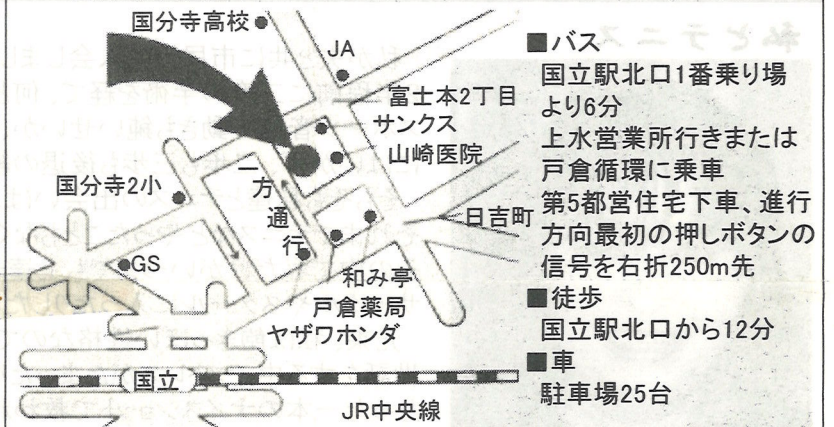 国分寺高校
JA
富士本2丁目
サンクス
山崎医院
一方通行
国分寺2小
日吉町
GS
和み亭
戸倉薬局
ヤザワホンダ
国立
JR中央線
■バス
国立駅北口1番乗り場
より6分
上水営業所行きまたは
戸倉循環に乗車
第5都営住宅下車、進行
方向最初の押しボタンの
信号を右折250m先
■徒歩
国立駅北口から12分
■車
駐車場25台